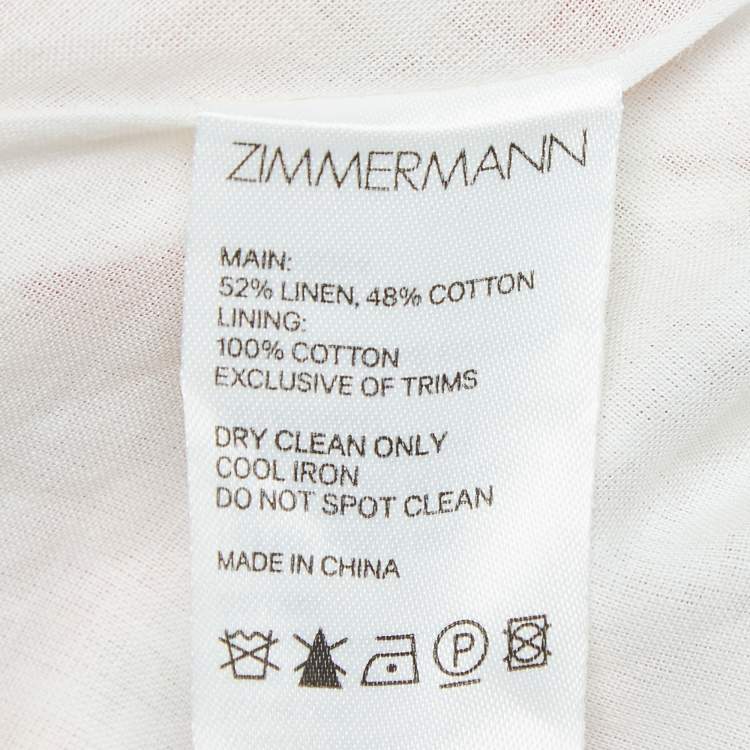 ZIMMERMANN
MAIN:
52% LINEN, 48% COTTON
LINING:
100% COTTON
EXCLUSIVE OF TRIMS
DRY CLEAN ONLY
COOL IRON
DO NOT SPOT CLEAN
MADE IN CHINA
P